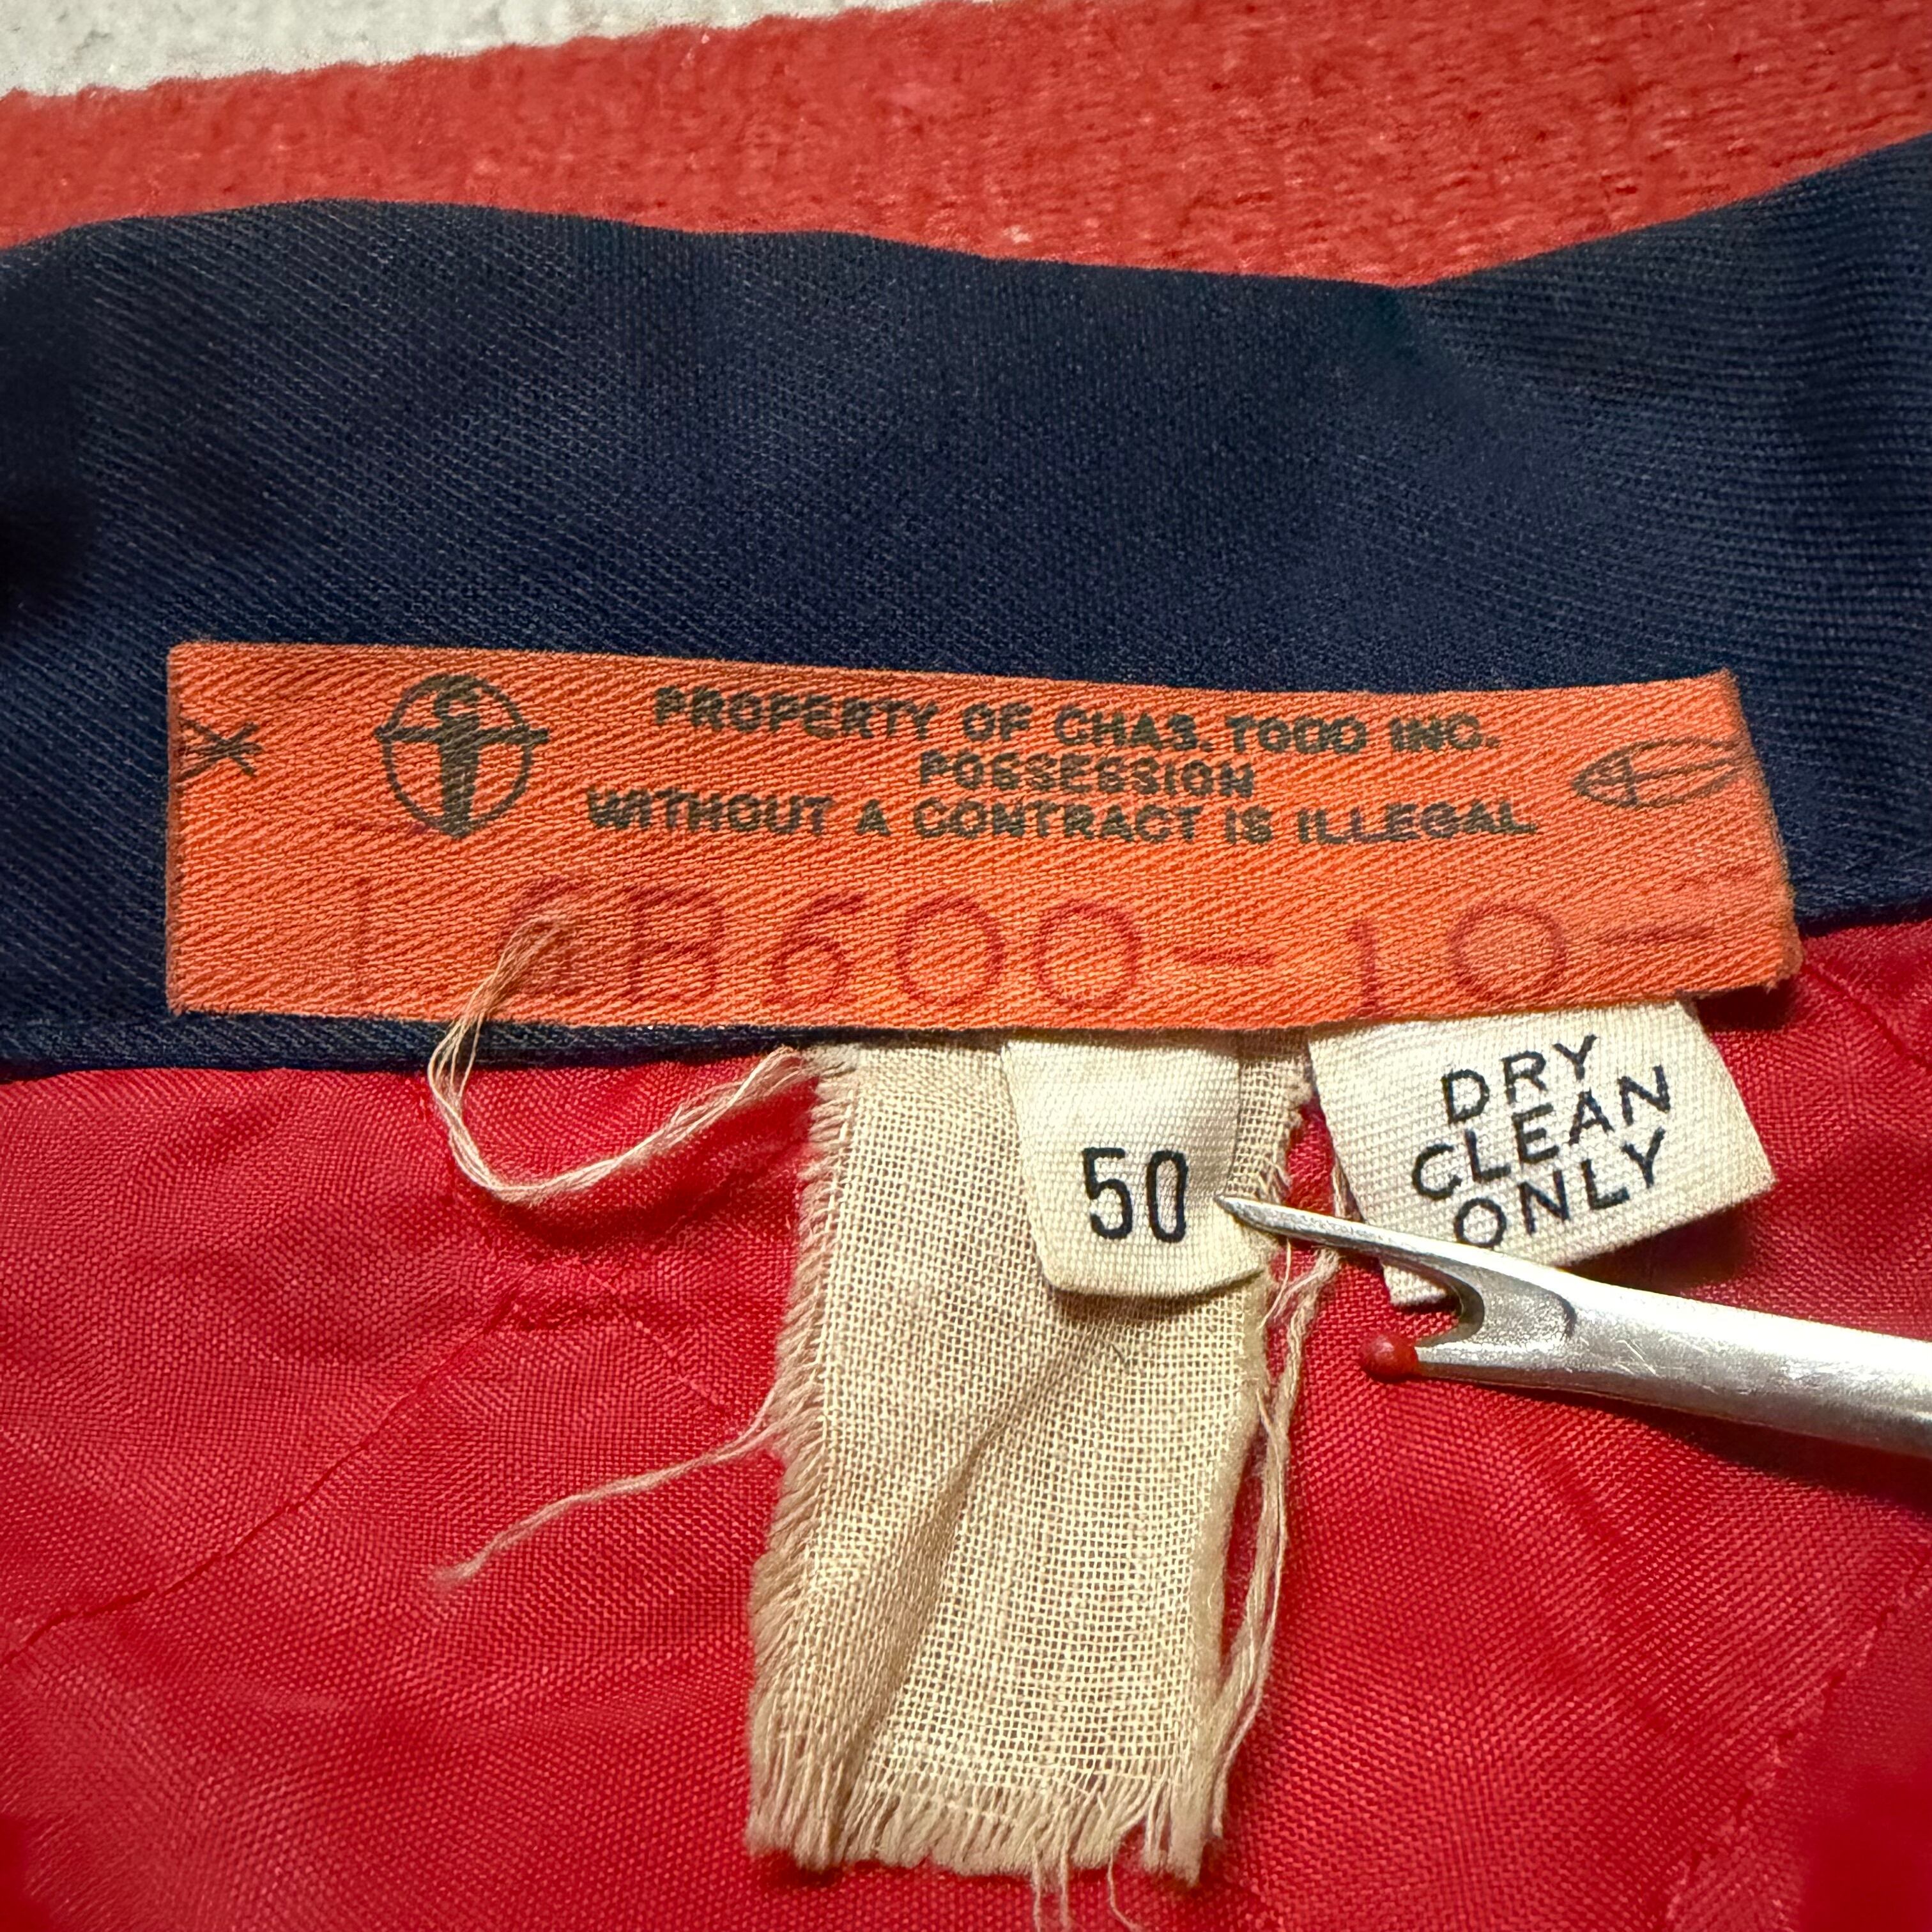 X
PROPERTY OF CHAS. TODD INC.
POSSESSION
WITHOUT A CONTRACT IS ILLEGAL
50
DRY
CLEAN
ONLY